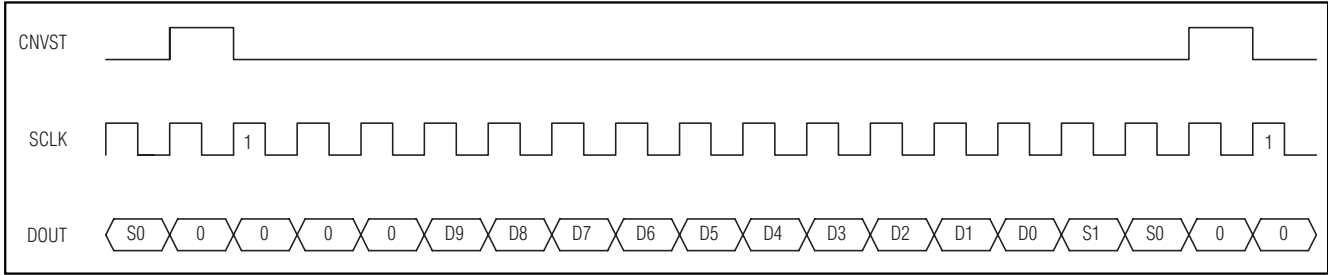 CNVST
SCLK 1 1
DOUT S0 0 0 0 0 D9 D8 D7 D6 D5 D4 D3 D2 D1 D0 S1 S0 0 0